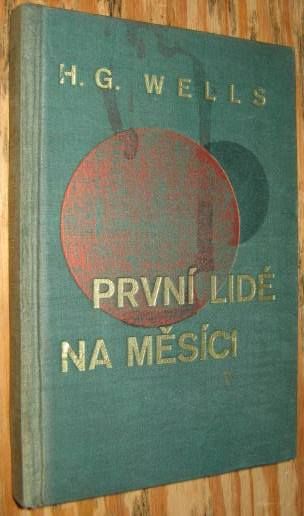 H. G. WELLS
PRVNÍ LIDÉ
NA MĚSÍCI